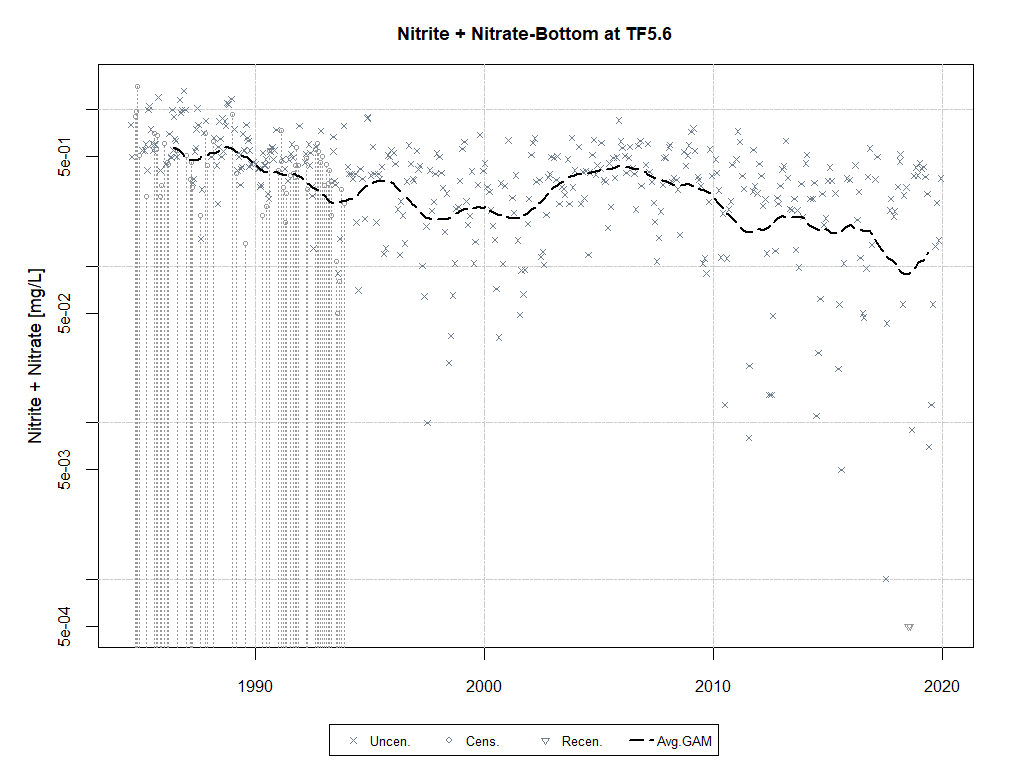 Nitrite + Nitrate-Bottom at TF5.6
Nitrite + Nitrate [mg/L]
5e-01
5e-02
5e-03
5e-04
1990 2000 2010 2020
Uncen. Cens. Recen. Avg.GAM